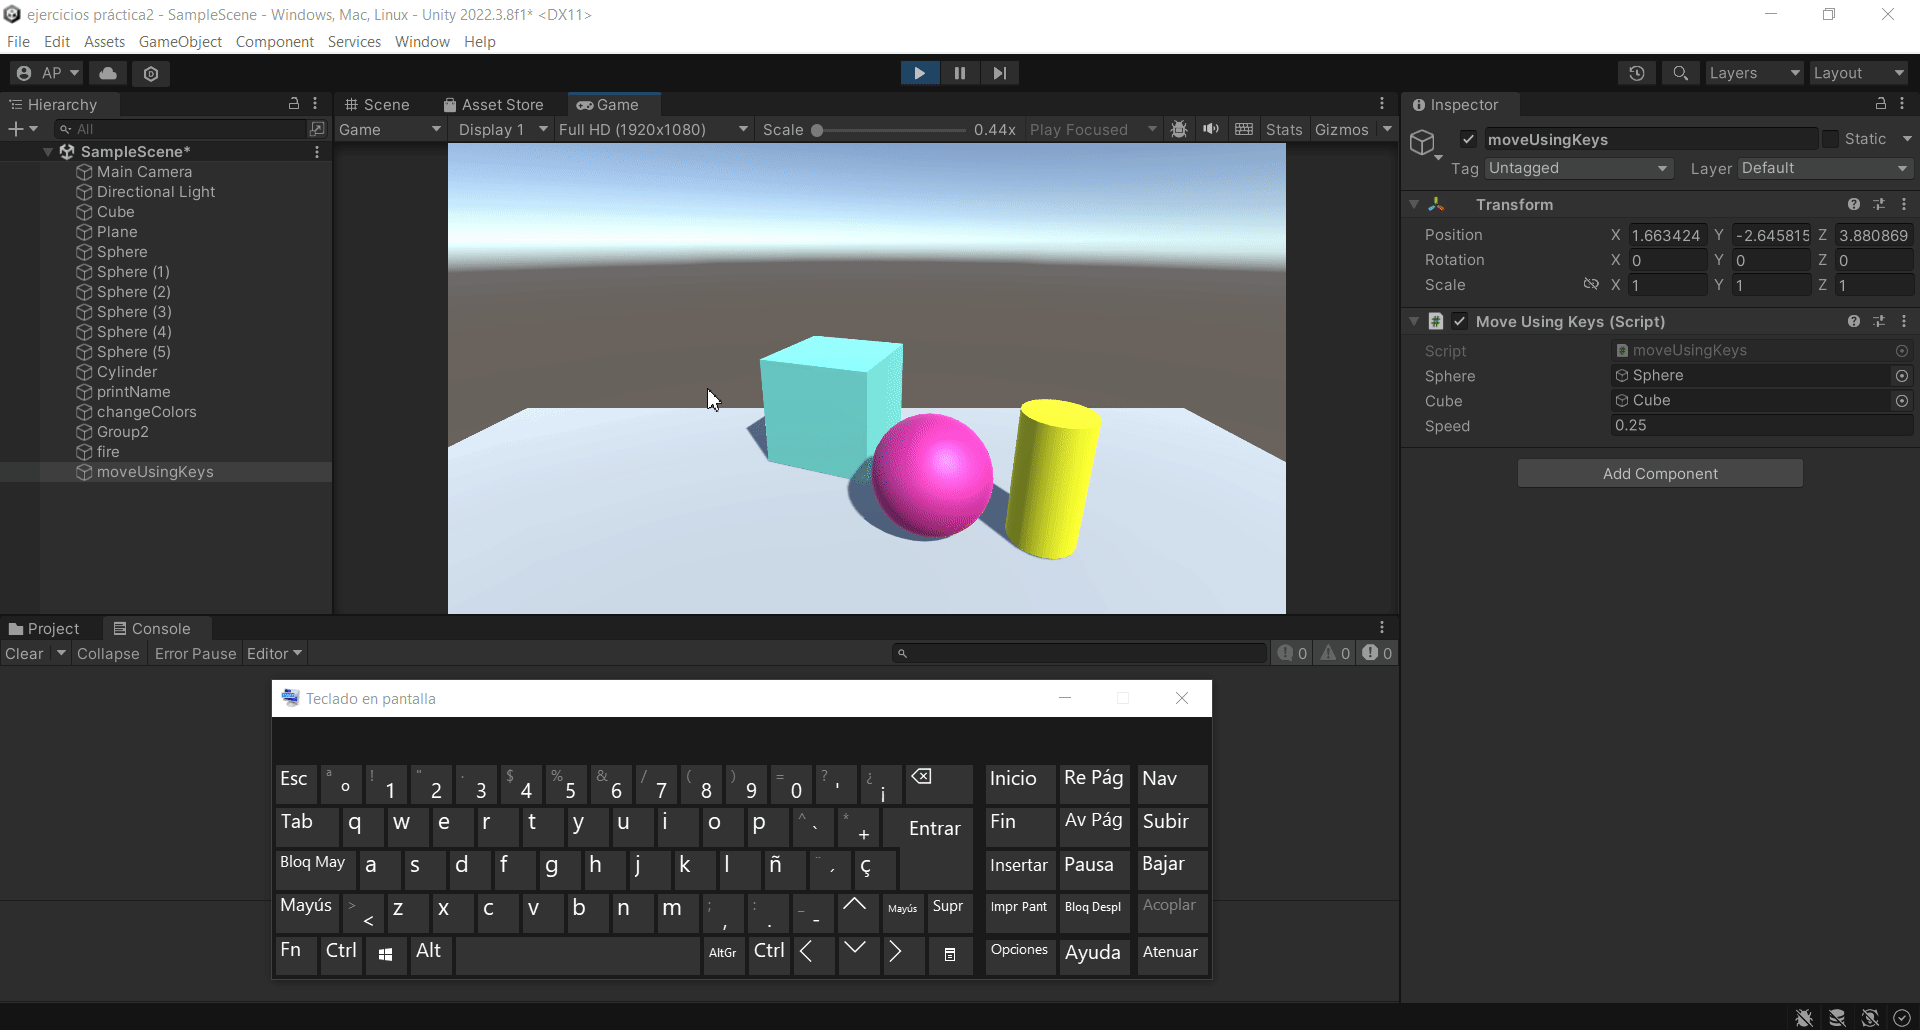 ejercicios práctica2 - SampleScene - Windows, Mac, Linux - Unity 2022.3.8f1* <DX11>
File Edit Assets GameObject Component Services Window Help
AP
Layers
Layout
Hierarchy
All
SampleScene*
Main Camera
Directional Light
Cube
Plane
Sphere
Sphere (1)
Sphere (2)
Sphere (3)
Sphere (4)
Sphere (5)
Cylinder
printName
changeColors
Group2
fire
moveUsingKeys
Scene Asset Store Game
Game Display 1 Full HD (1920x1080) Scale 0.44x Play Focused Stats Gizmos
Inspector
moveUsingKeys Static
Tag Untagged Layer Default
Transform
Position X 1.663424 Y -2.645815 Z 3.880869
Rotation X 0 Y 0 Z 0
Scale X 1 Y 1 Z 1
Move Using Keys (Script)
Script moveUsingKeys
Sphere Sphere
Cube Cube
Speed 0.25
Add Component
Project Console
Clear Collapse Error Pause Editor 0 0 0
Teclado en pantalla
Esc ª º ! 1 " 2 · 3 $ 4 % 5 & 6 / 7 ( 8 ) 9 = 0 ? ' ¿ ¡ Inicio Re Pág Nav
Tab q w e r t y u i o p ^ ` * + Entrar Fin Av Pág Subir
Bloq May a s d f g h j k l ñ ¨ ´ ç Insertar Pausa Bajar
Mayús > < z x c v b n m ; , : . _ - Mayús Supr Impr Pant Bloq Despl Acoplar
Fn Ctrl Alt AltGr Ctrl Opciones Ayuda Atenuar